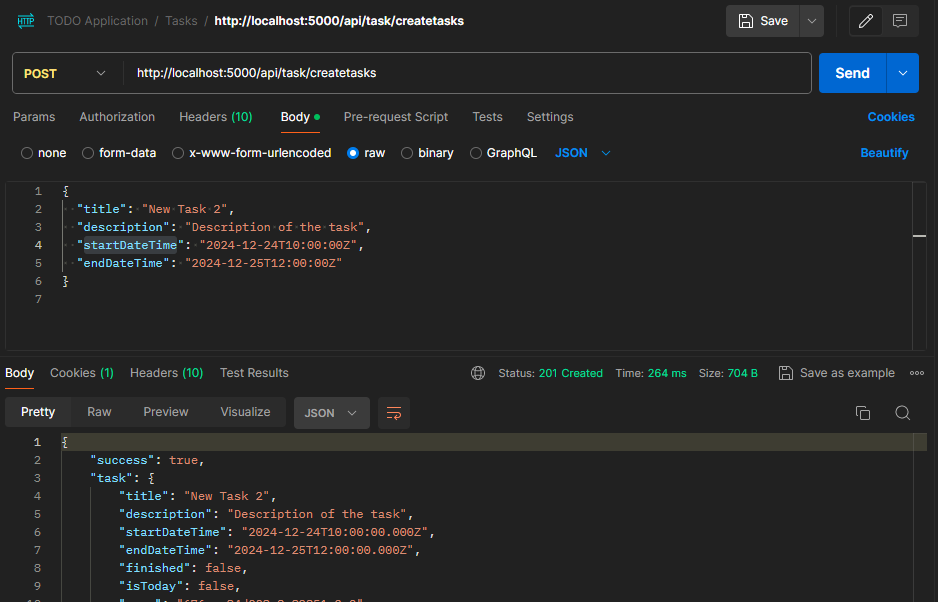 HTTP TODO Application / Tasks / http://localhost:5000/api/task/createtasks Save
POST http://localhost:5000/api/task/createtasks Send
Params Authorization Headers (10) Body Pre-request Script Tests Settings Cookies
none form-data x-www-form-urlencoded raw binary GraphQL JSON Beautify
1 {
2 "title": "New Task 2",
3 "description": "Description of the task",
4 "startDateTime": "2024-12-24T10:00:00Z",
5 "endDateTime": "2024-12-25T12:00:00Z"
6 }
7
Body Cookies (1) Headers (10) Test Results Status: 201 Created Time: 264 ms Size: 704 B Save as example
Pretty Raw Preview Visualize JSON
1 {
2 "success": true,
3 "task": {
4 "title": "New Task 2",
5 "description": "Description of the task",
6 "startDateTime": "2024-12-24T10:00:00.000Z",
7 "endDateTime": "2024-12-25T12:00:00.000Z",
8 "finished": false,
9 "isToday": false,